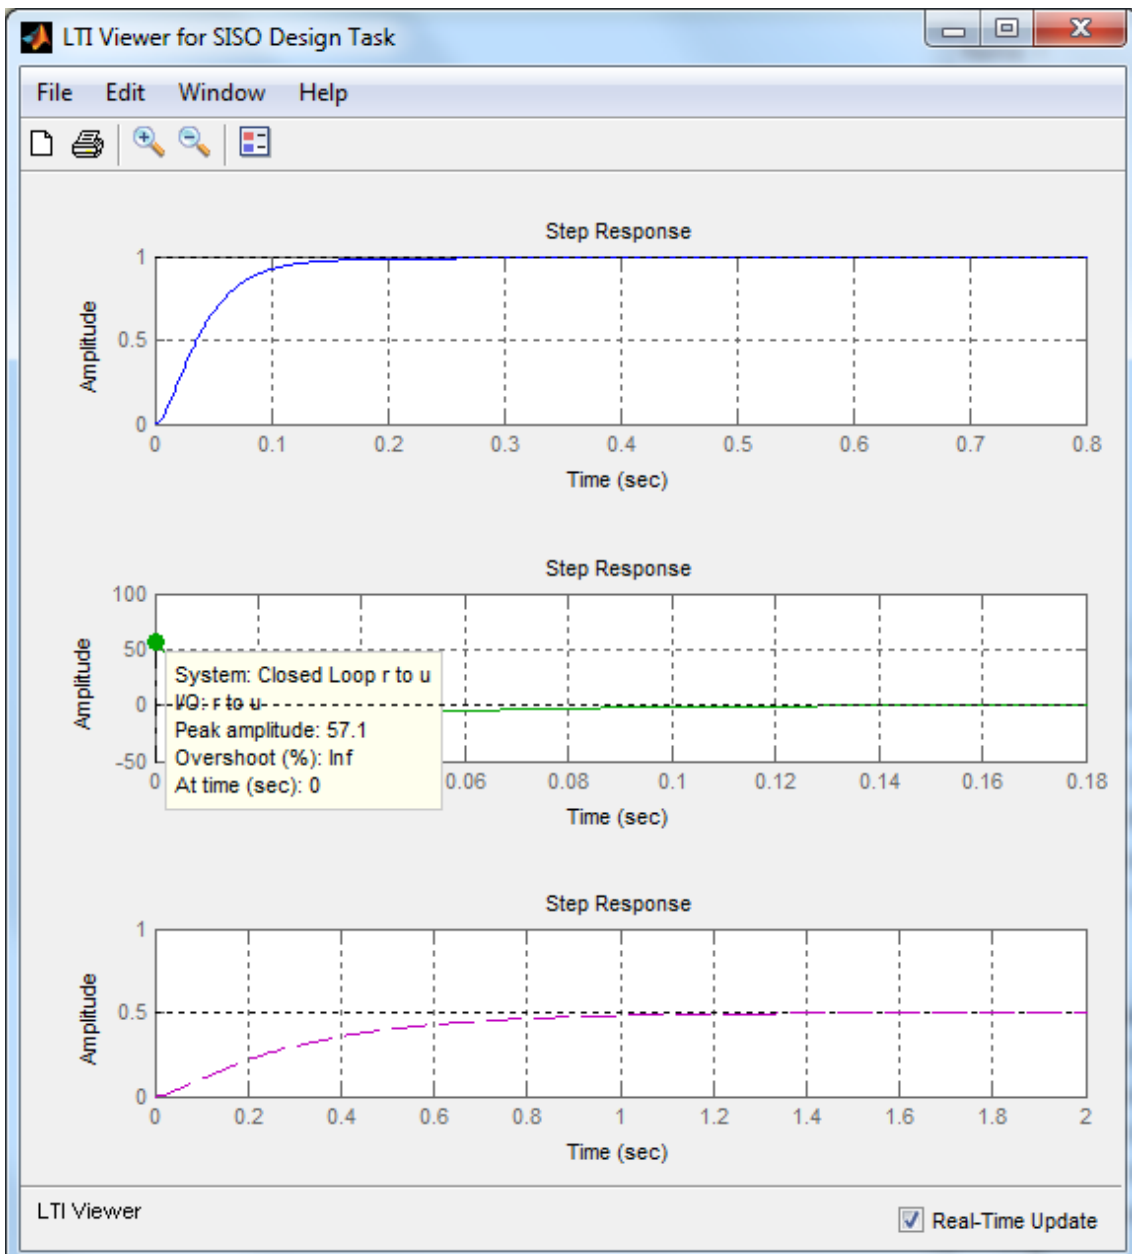 LTI Viewer for SISO Design Task
File Edit Window Help
Step Response
Amplitude
1
0.5
0
0 0.1 0.2 0.3 0.4 0.5 0.6 0.7 0.8
Time (sec)
Step Response
Amplitude
100
50
0
-50
System: Closed Loop r to u
I/O: r to u
Peak amplitude: 57.1
Overshoot (%): Inf
At time (sec): 0
0 0.06 0.08 0.1 0.12 0.14 0.16 0.18
Time (sec)
Step Response
Amplitude
1
0.5
0
0 0.2 0.4 0.6 0.8 1 1.2 1.4 1.6 1.8 2
Time (sec)
LTI Viewer
Real-Time Update